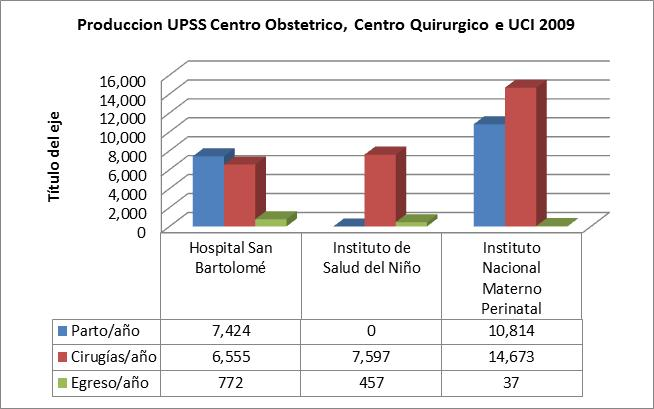 Produccion UPSS Centro Obstetrico, Centro Quirurgico e UCI 2009
Título del eje
16,000
14,000
12,000
10,000
8,000
6,000
4,000
2,000
0
Hospital San
Bartolomé
Instituto de
Salud del Niño
Instituto
Nacional
Materno
Perinatal
Parto/año 7,424 0 10,814
Cirugías/año 6,555 7,597 14,673
Egreso/año 772 457 37